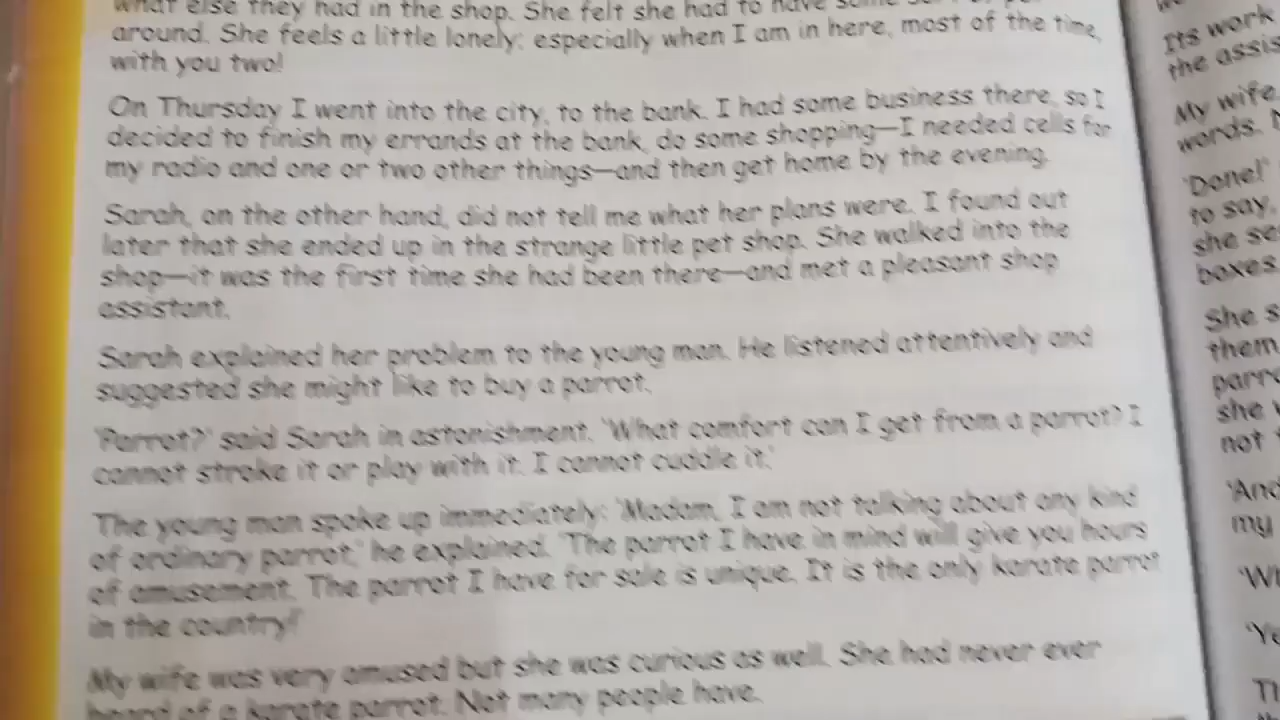 what else they had in the shop. She felt she had to have
around. She feels a little lonely; especially when I am in here, most of the time,
with you two!
On Thursday I went into the city, to the bank. I had some business there, so I
decided to finish my errands at the bank, do some shopping—I needed cells for
my radio and one or two other things—and then get home by the evening.
Sarah, on the other hand, did not tell me what her plans were. I found out
later that she ended up in the strange little pet shop. She walked into the
shop—it was the first time she had been there—and met a pleasant shop
assistant.
Sarah explained her problem to the young man. He listened attentively and
suggested she might like to buy a parrot.
'Parrot?' said Sarah in astonishment. 'What comfort can I get from a parrot? I
cannot stroke it or play with it. I cannot cuddle it.'
The young man spoke up immediately: 'Madam, I am not talking about any kind
of ordinary parrot,' he explained. 'The parrot I have in mind will give you hours
of amusement. The parrot I have for sale is unique. It is the only karate parrot
in the country!'
My wife was very amused but she was curious as well. She had never ever
heard of a karate parrot. Not many people have.
Its work
the
My wife
words.
'Done!'
to say,
she
boxes
She
them
she
not
my